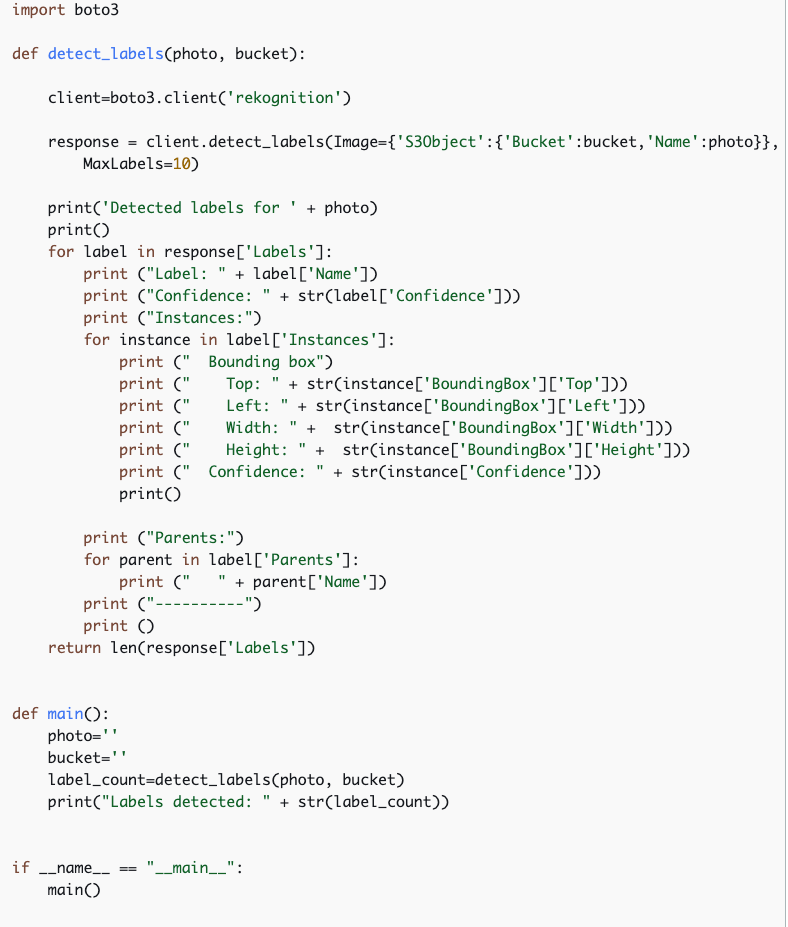 import boto3
def detect_labels(photo, bucket):
    client=boto3.client('rekognition')
    response = client.detect_labels(Image={'S3Object':{'Bucket':bucket,'Name':photo}},
        MaxLabels=10)
    print('Detected labels for ' + photo)
    print()
    for label in response['Labels']:
        print ("Label: " + label['Name'])
        print ("Confidence: " + str(label['Confidence']))
        print ("Instances:")
        for instance in label['Instances']:
            print ("  Bounding box")
            print ("    Top: " + str(instance['BoundingBox']['Top']))
            print ("    Left: " + str(instance['BoundingBox']['Left']))
            print ("    Width: " +  str(instance['BoundingBox']['Width']))
            print ("    Height: " +  str(instance['BoundingBox']['Height']))
            print ("  Confidence: " + str(instance['Confidence']))
            print()
        print ("Parents:")
        for parent in label['Parents']:
            print ("   " + parent['Name'])
        print ("----------")
        print ()
    return len(response['Labels'])
def main():
    photo=''
    bucket=''
    label_count=detect_labels(photo, bucket)
    print("Labels detected: " + str(label_count))
if __name__ == "__main__":
    main()